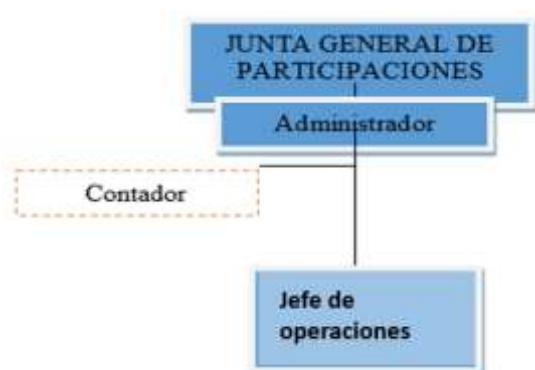 JUNTA GENERAL DE
PARTICIPACIONES
Administrador
Contador
Jefe de
operaciones